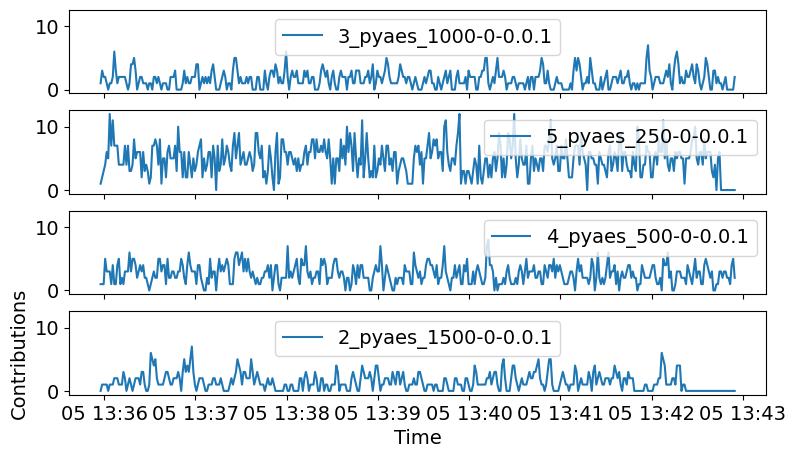 10
0
3_pyaes_1000-0-0.0.1
10
0
5_pyaes_250-0-0.0.1
10
0
4_pyaes_500-0-0.0.1
10
0
2_pyaes_1500-0-0.0.1
Contributions
05 13:36 05 13:37 05 13:38 05 13:39 05 13:40 05 13:41 05 13:42 05 13:43
Time